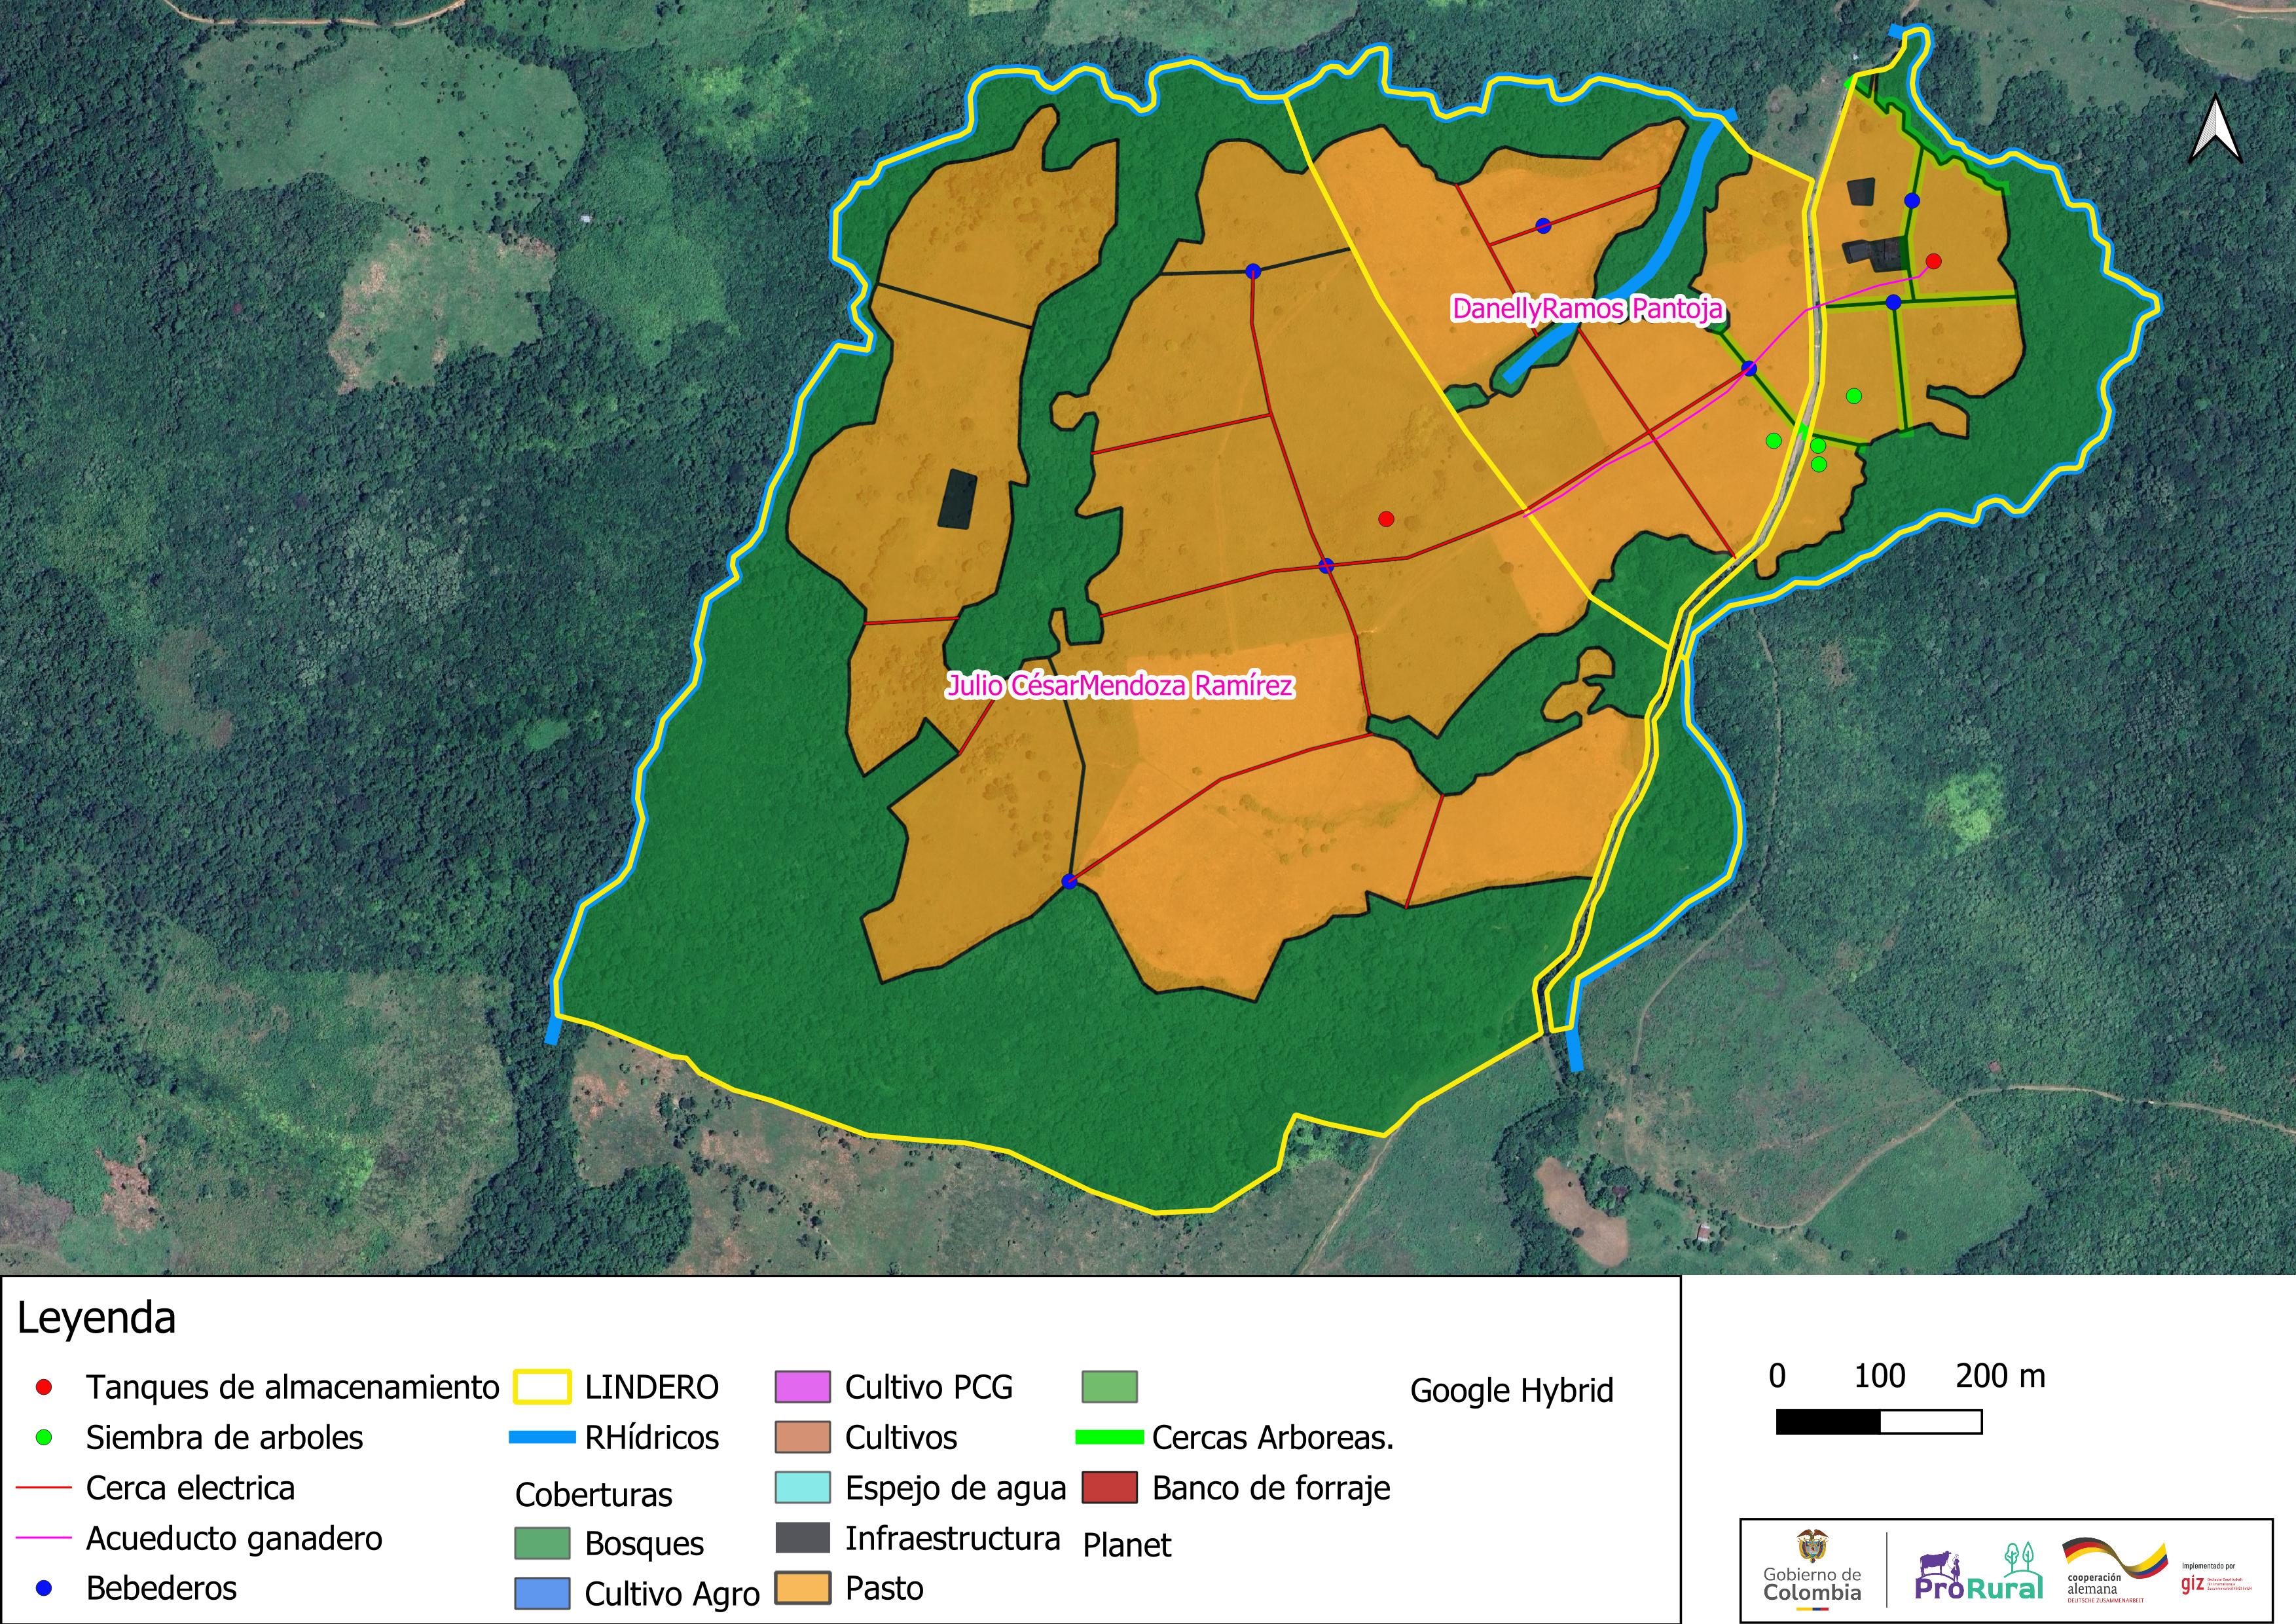 DanellyRamos Pantoja
Julio CésarMendoza Ramírez
Leyenda
Tanques de almacenamiento
Siembra de arboles
Cerca electrica
Acueducto ganadero
Bebederos
LINDERO
RHídricos
Coberturas
Bosques
Cultivo Agro
Cultivo PCG
Cultivos
Espejo de agua
Infraestructura
Pasto
Cercas Arboreas.
Banco de forraje
Planet
Google Hybrid
0 100 200 m
Gobierno de
Colombia
ProRural
cooperación
alemana
DEUTSCHE ZUSAMMENARBEIT
Implementado por
giz